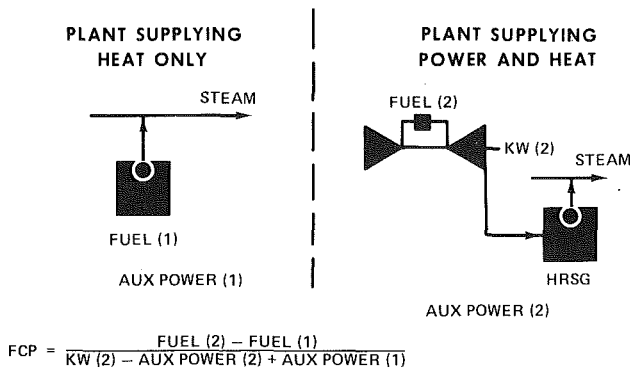 PLANT SUPPLYING
HEAT ONLY
STEAM
FUEL (1)
AUX POWER (1)
PLANT SUPPLYING
POWER AND HEAT
FUEL (2)
KW (2)
STEAM
HRSG
AUX POWER (2)
FCP = FUEL (2) – FUEL (1)
KW (2) – AUX POWER (2) + AUX POWER (1)